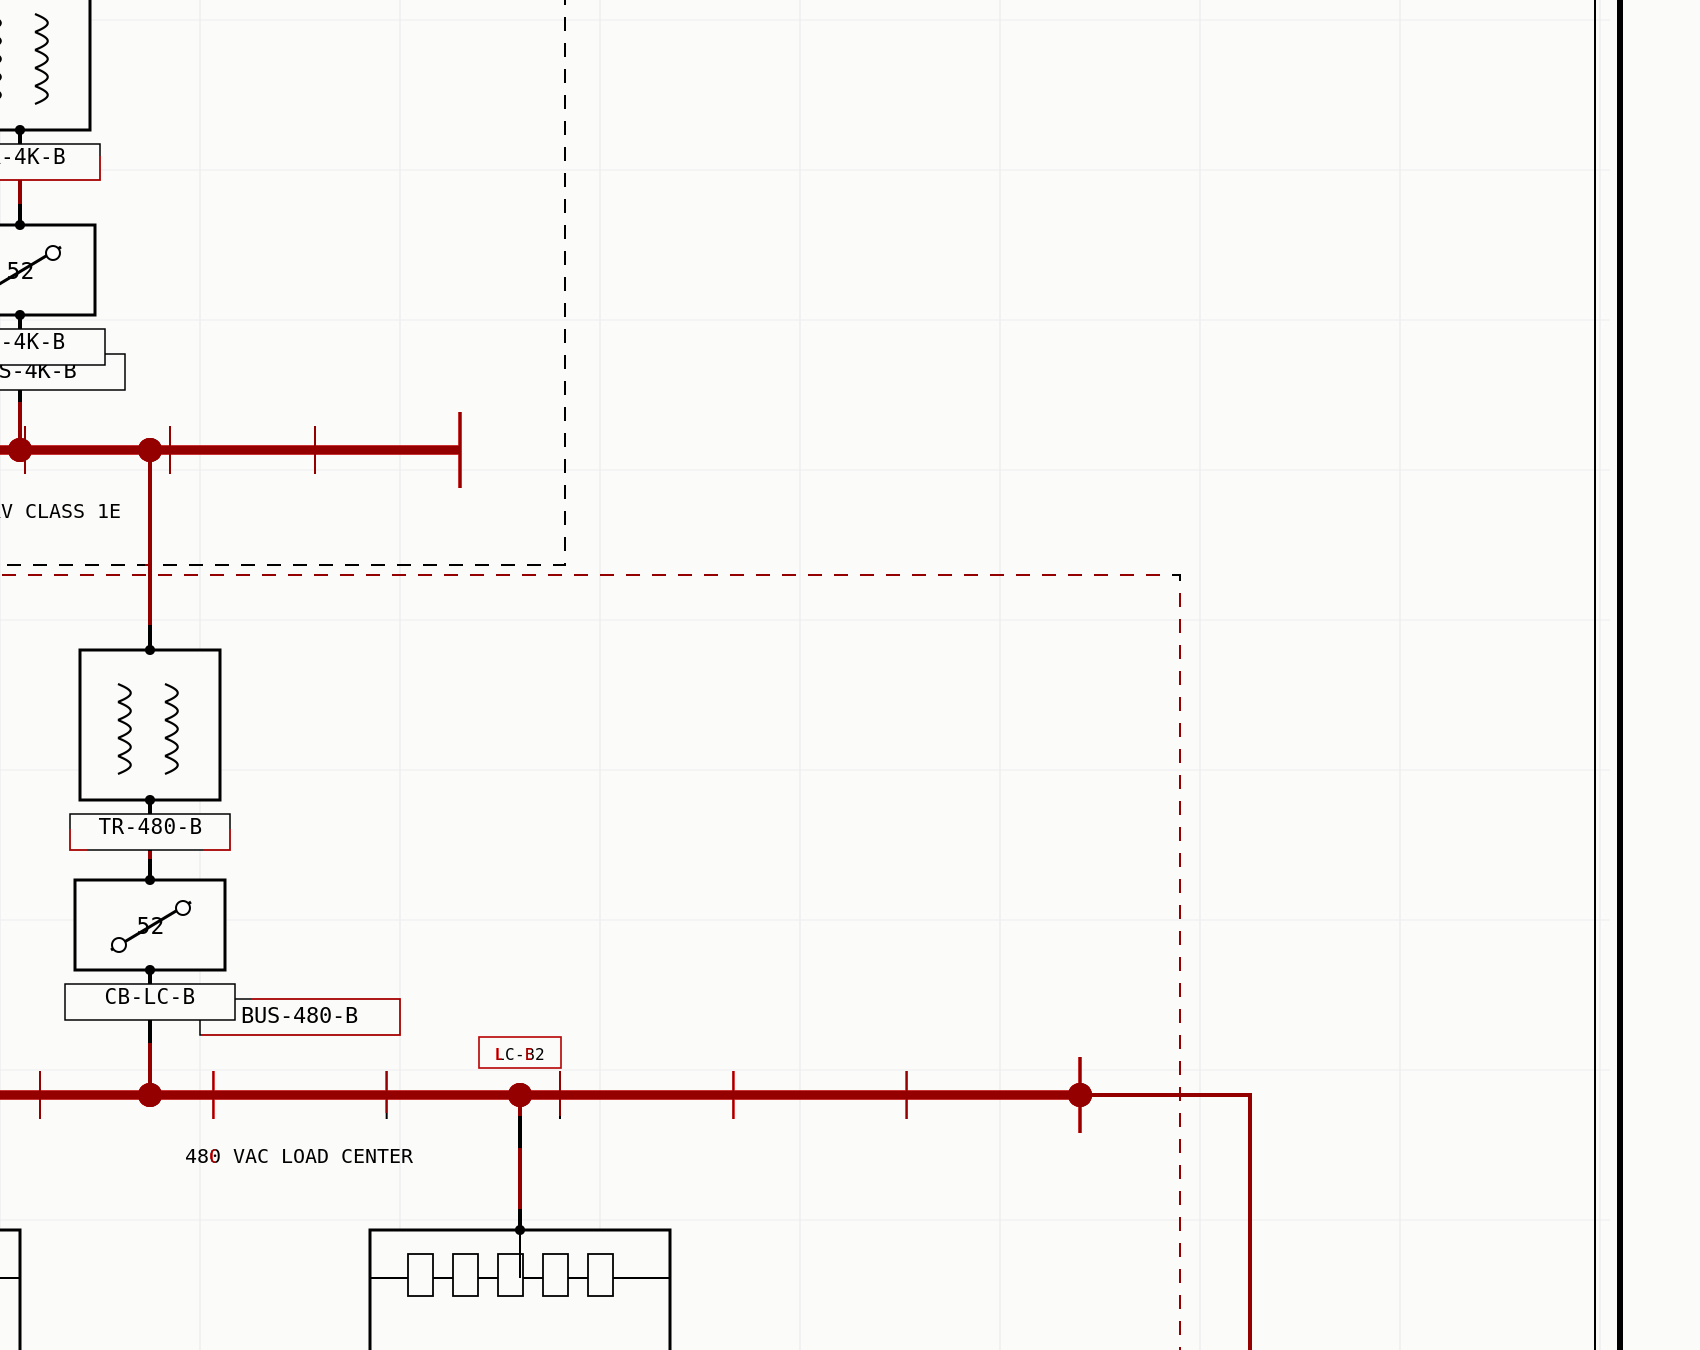 -4K-B
52
-4K-B
S-4K-B
V CLASS 1E
TR-480-B
52
CB-LC-B
BUS-480-B
LC-B2
480 VAC LOAD CENTER